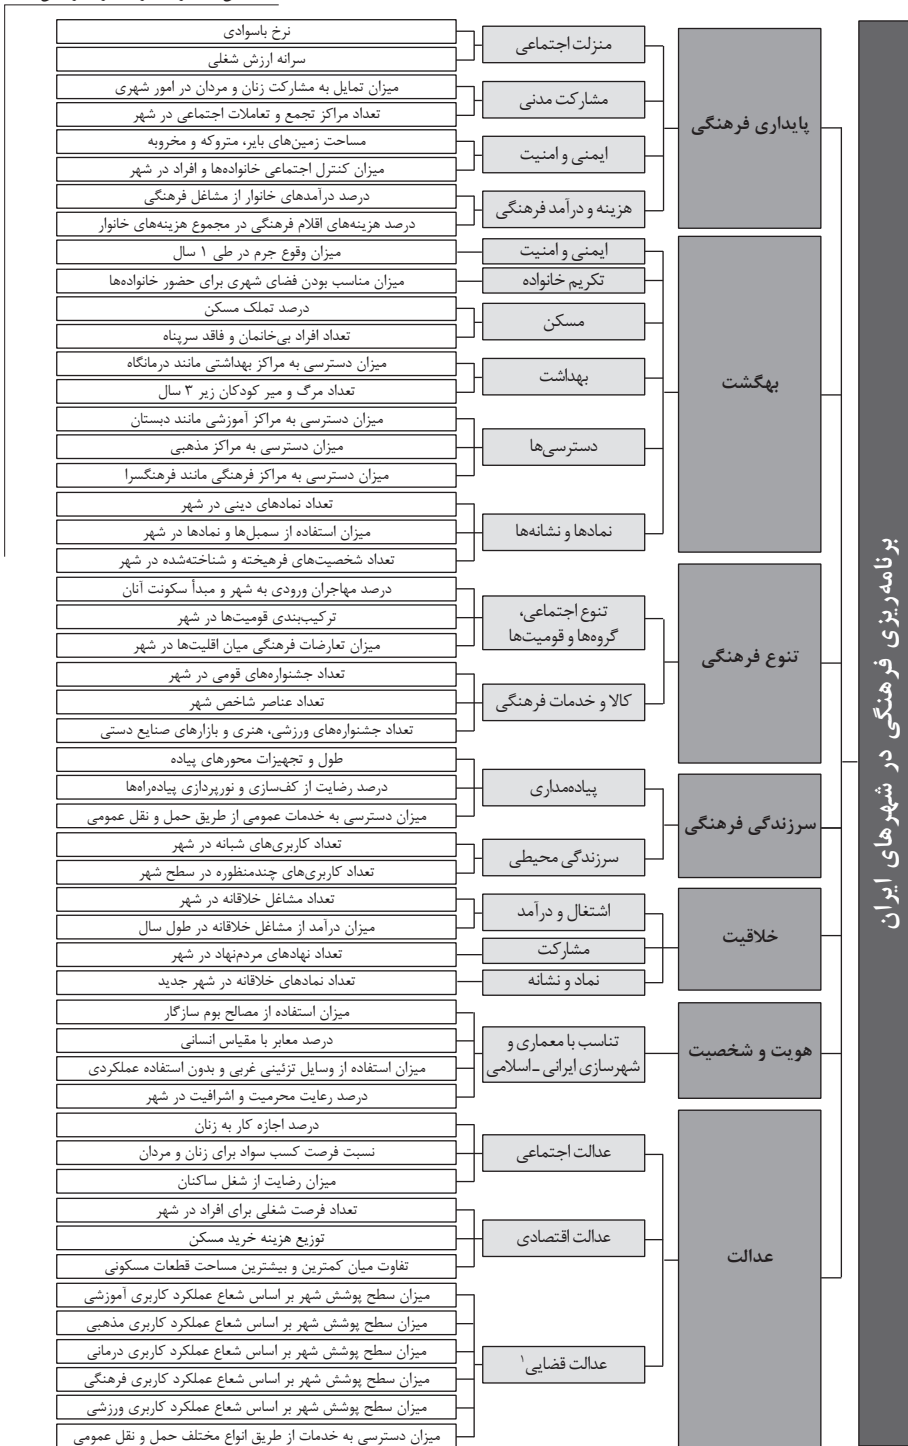 برنامه‌ریزی فرهنگی در شهرهای ایران
پایداری فرهنگی
منزلت اجتماعی
نرخ باسوادی
سرانه ارزش شغلی
مشارکت مدنی
میزان تمایل به مشارکت زنان و مردان در امور شهری
تعداد مراکز تجمع و تعاملات اجتماعی در شهر
ایمنی و امنیت
مساحت زمین‌های بایر، متروکه و مخروبه
میزان کنترل اجتماعی خانواده‌ها و افراد در شهر
هزینه و درآمد فرهنگی
درصد درآمدهای خانوار از مشاغل فرهنگی
درصد هزینه‌های اقلام فرهنگی در مجموع هزینه‌های خانوار
بهگشت
ایمنی و امنیت
میزان وقوع جرم در طی ۱ سال
تکریم خانواده
میزان مناسب بودن فضای شهری برای حضور خانواده‌ها
مسکن
درصد تملک مسکن
تعداد افراد بی‌خانمان و فاقد سرپناه
بهداشت
میزان دسترسی به مراکز بهداشتی مانند درمانگاه
تعداد مرگ و میر کودکان زیر ۳ سال
دسترسی‌ها
میزان دسترسی به مراکز آموزشی مانند دبستان
میزان دسترسی به مراکز مذهبی
میزان دسترسی به مراکز فرهنگی مانند فرهنگسرا
نمادها و نشانه‌ها
تعداد نمادهای دینی در شهر
میزان استفاده از سمبل‌ها و نمادها در شهر
تعداد شخصیت‌های فرهیخته و شناخته‌شده در شهر
تنوع فرهنگی
تنوع اجتماعی،
گروه‌ها و قومیت‌ها
درصد مهاجران ورودی به شهر و مبدأ سکونت آنان
ترکیب‌بندی قومیت‌ها در شهر
میزان تعارضات فرهنگی میان اقلیت‌ها در شهر
کالا و خدمات فرهنگی
تعداد جشنواره‌های قومی در شهر
تعداد عناصر شاخص شهر
تعداد جشنواره‌های ورزشی، هنری و بازارهای صنایع دستی
سرزندگی فرهنگی
پیاده‌مداری
طول و تجهیزات محورهای پیاده
درصد رضایت از کف‌سازی و نورپردازی پیاده‌راه‌ها
میزان دسترسی به خدمات عمومی از طریق حمل و نقل عمومی
سرزندگی محیطی
تعداد کاربری‌های شبانه در شهر
تعداد کاربری‌های چندمنظوره در سطح شهر
خلاقیت
اشتغال و درآمد
تعداد مشاغل خلاقانه در شهر
میزان درآمد از مشاغل خلاقانه در طول سال
مشارکت
تعداد نهادهای مردم‌نهاد در شهر
نماد و نشانه
تعداد نمادهای خلاقانه در شهر جدید
هویت و شخصیت
تناسب با معماری و
شهرسازی ایرانی ـ اسلامی
میزان استفاده از مصالح بوم سازگار
درصد معابر با مقیاس انسانی
میزان استفاده از وسایل تزئینی غربی و بدون استفاده عملکردی
درصد رعایت محرمیت و اشرافیت در شهر
عدالت
عدالت اجتماعی
درصد اجازه کار به زنان
نسبت فرصت کسب سواد برای زنان و مردان
میزان رضایت از شغل ساکنان
عدالت اقتصادی
تعداد فرصت شغلی برای افراد در شهر
توزیع هزینه خرید مسکن
تفاوت میان کمترین و بیشترین مساحت قطعات مسکونی
عدالت قضایی۱
میزان سطح پوشش شهر بر اساس شعاع عملکرد کاربری آموزشی
میزان سطح پوشش شهر بر اساس شعاع عملکرد کاربری مذهبی
میزان سطح پوشش شهر بر اساس شعاع عملکرد کاربری درمانی
میزان سطح پوشش شهر بر اساس شعاع عملکرد کاربری فرهنگی
میزان سطح پوشش شهر بر اساس شعاع عملکرد کاربری ورزشی
میزان دسترسی به خدمات از طریق انواع مختلف حمل و نقل عمومی